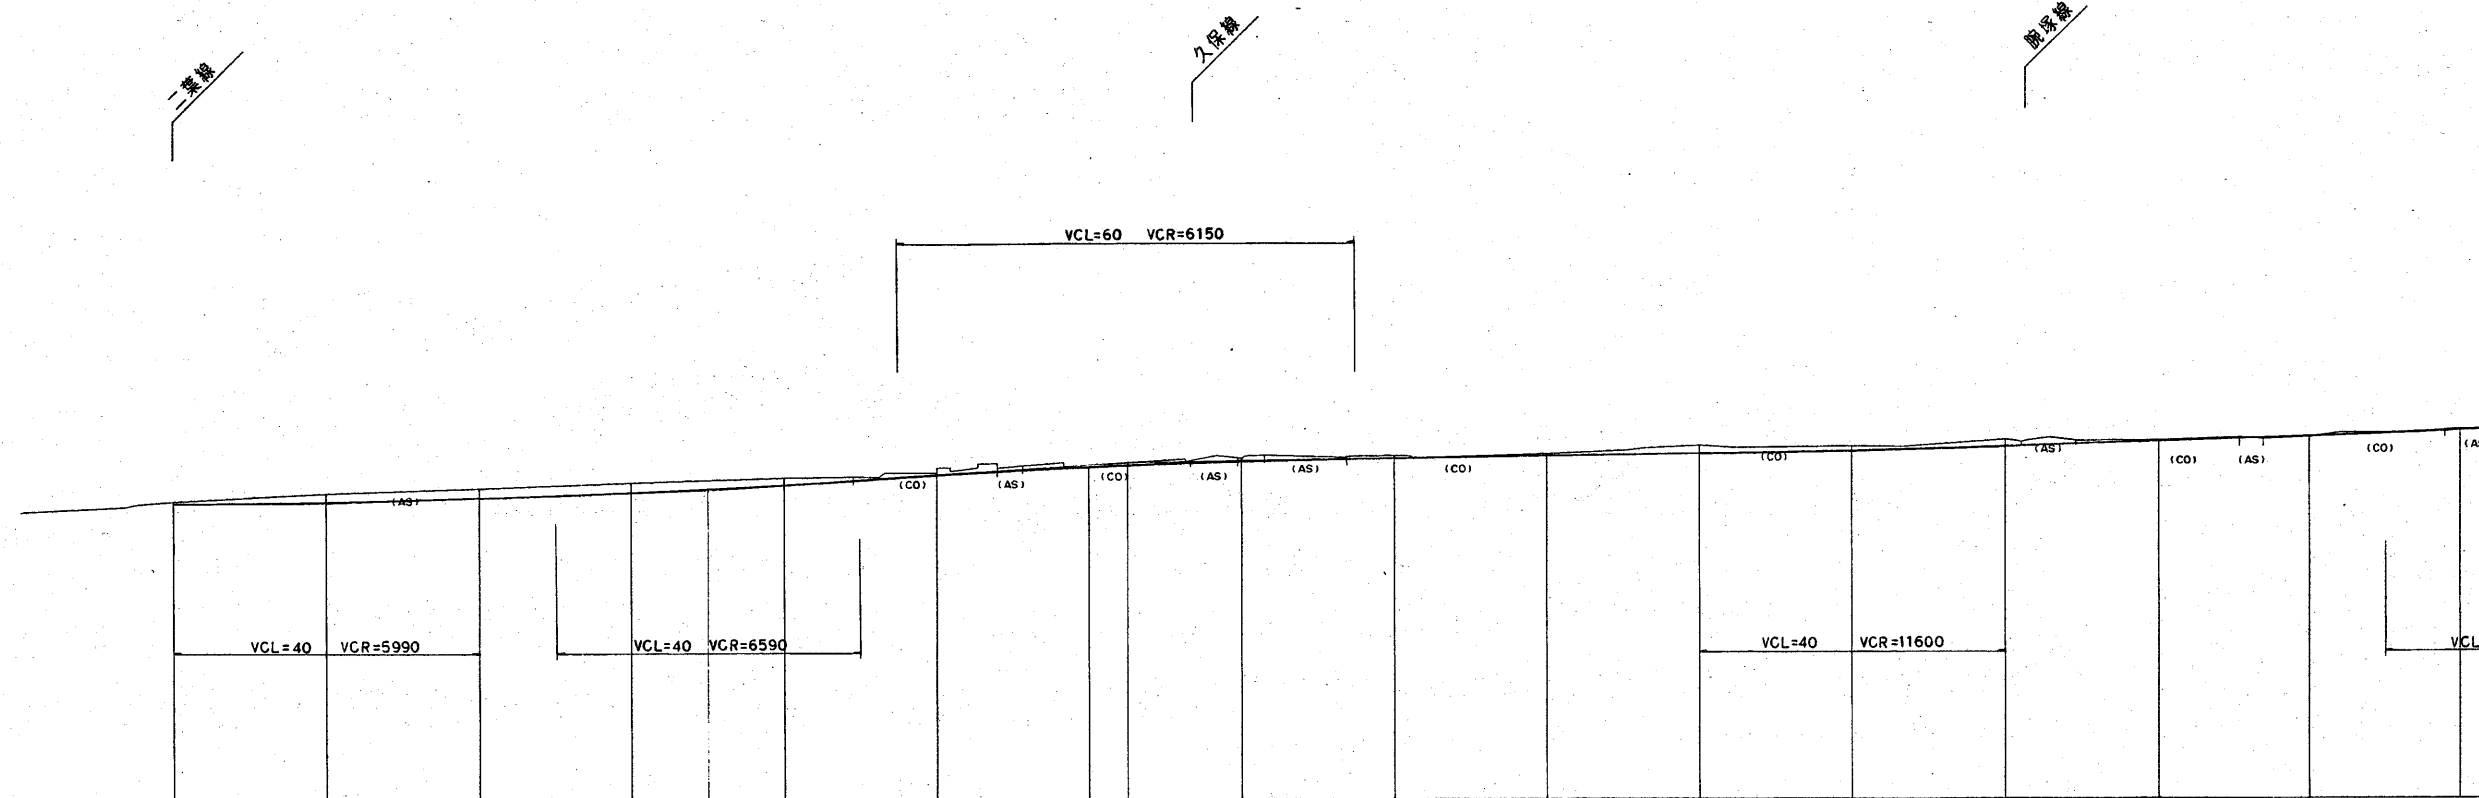 二葉線
久保線
腕塚線
VCL=60 VCR=6150
(AS)
(CO)
(AS)
(CO)
(AS)
(AS)
(CO)
(CO)
(AS)
(CO)
(AS)
(CO)
(AS
VCL=40 VCR=5990
VCL=40 VCR=6590
VCL=40 VCR=11600
VCL